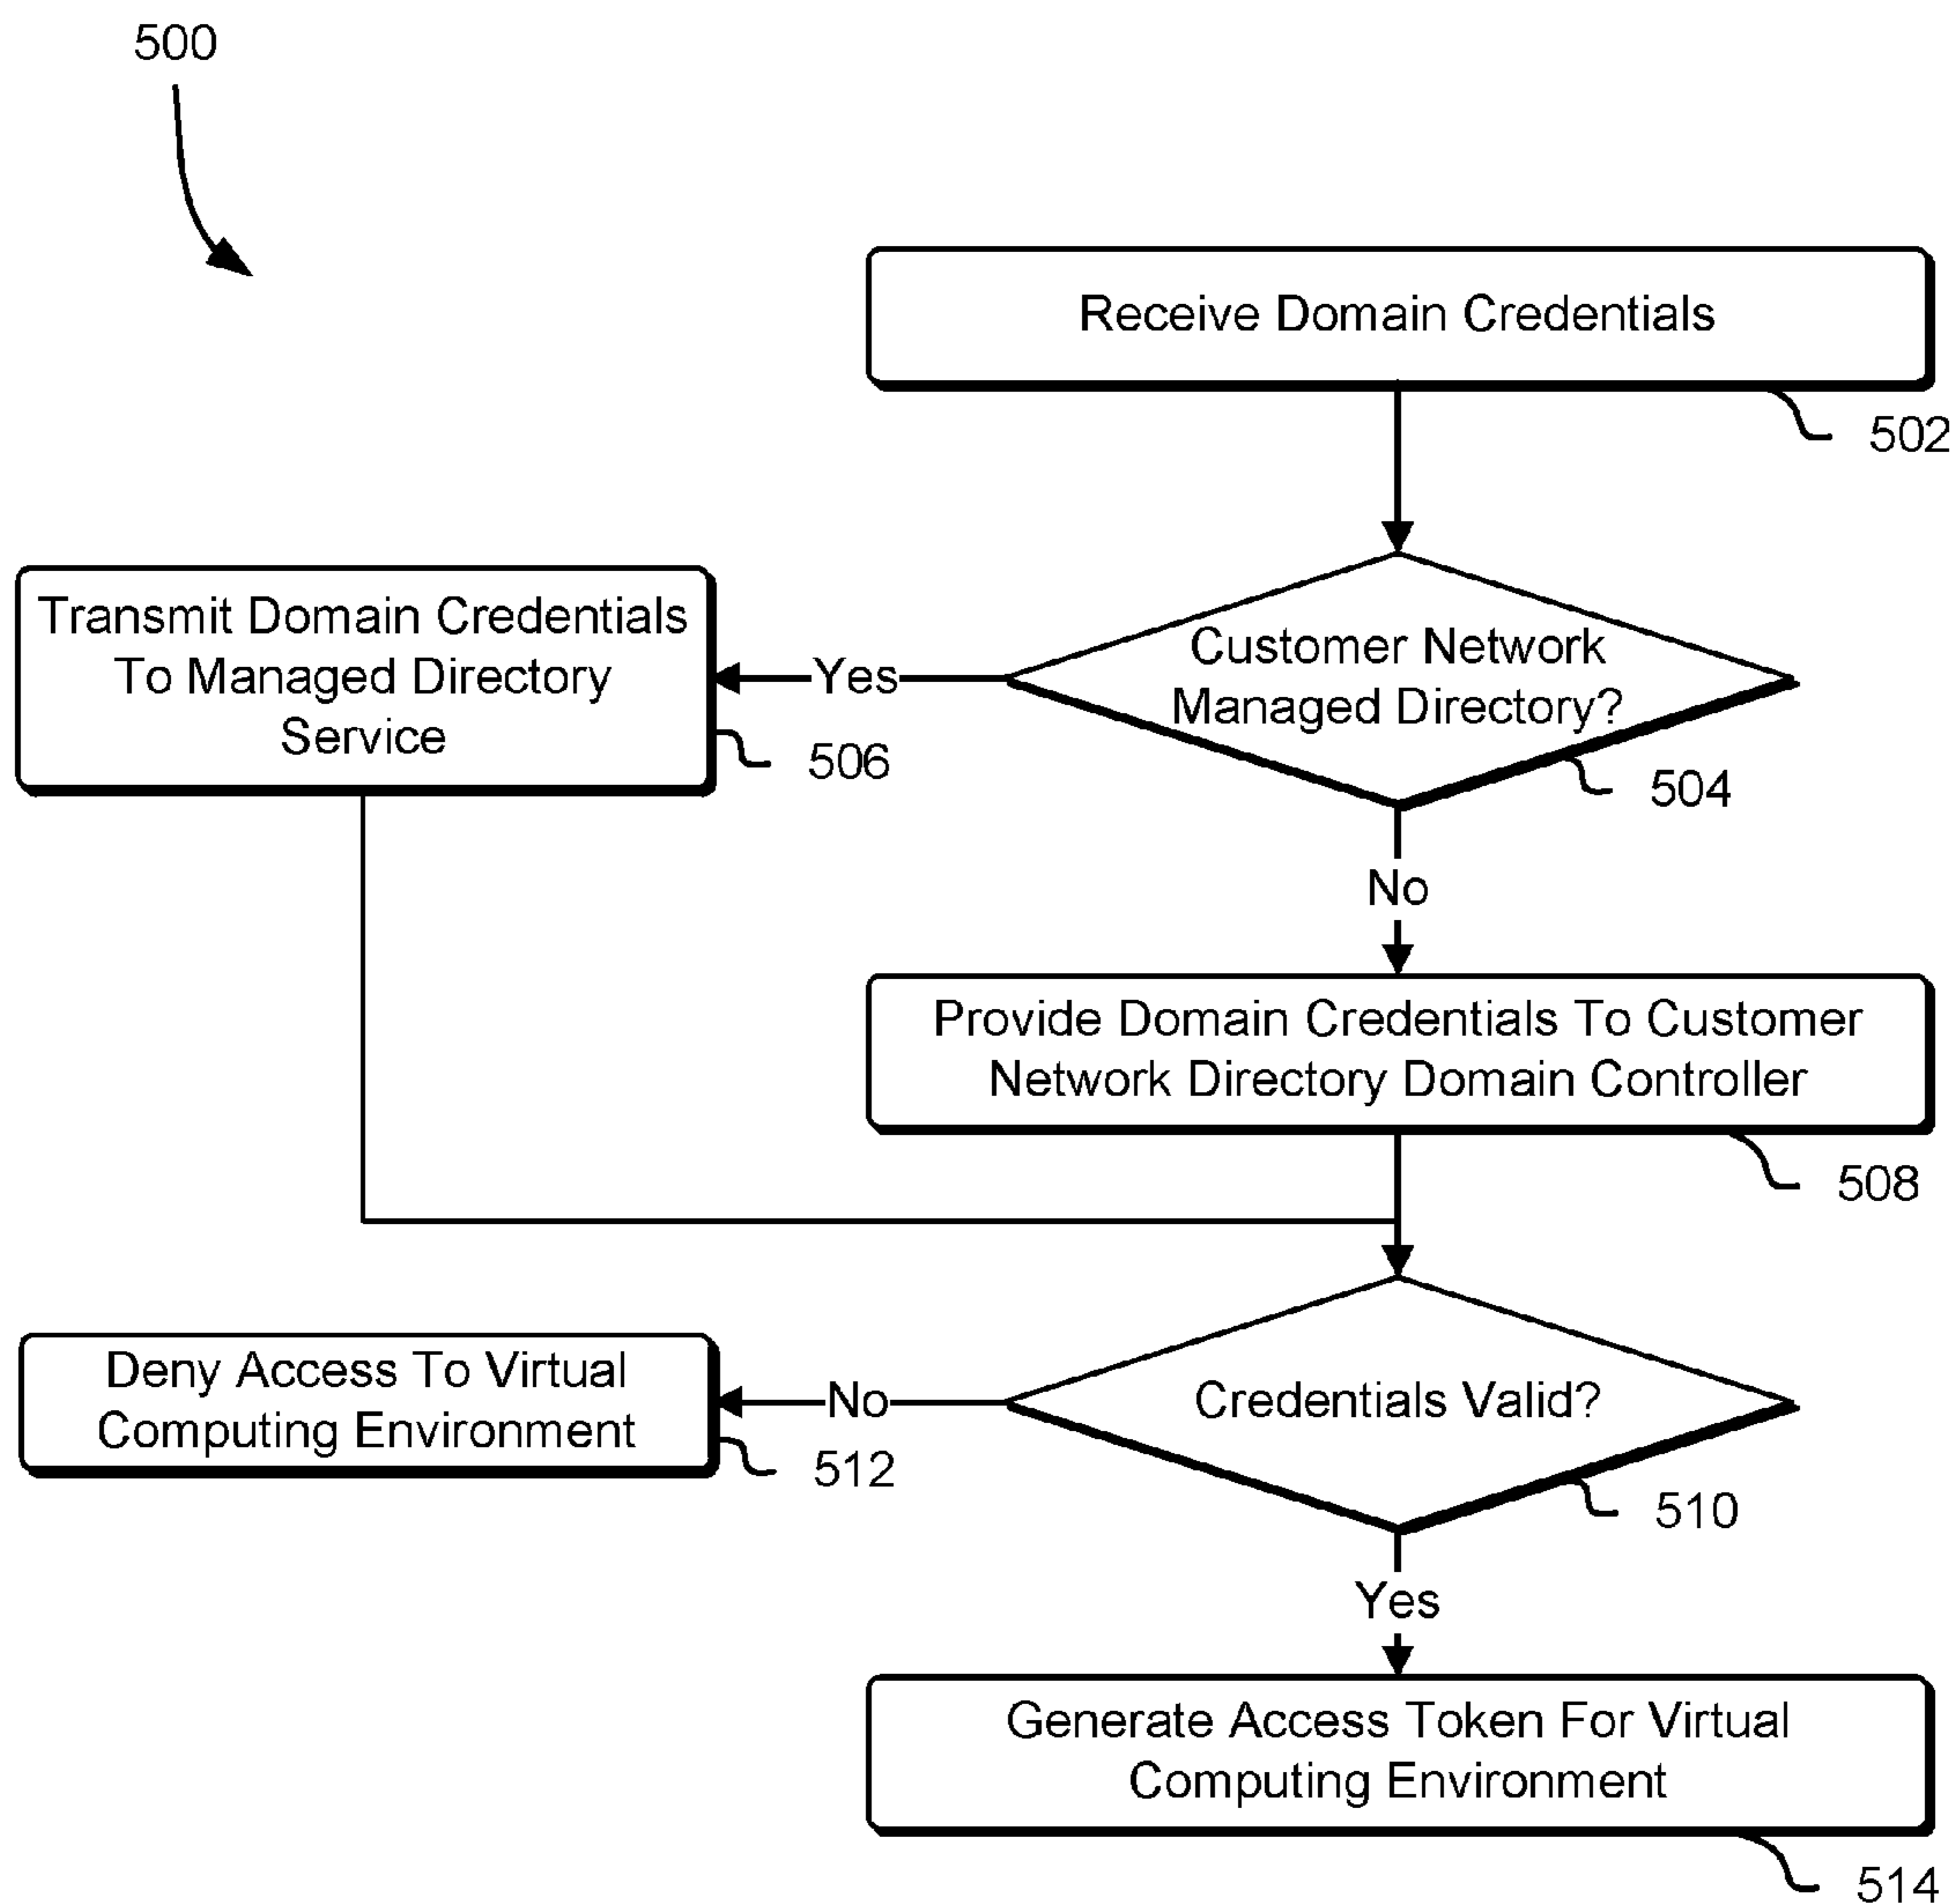 500
Receive Domain Credentials
502
Customer Network
Managed Directory?
504
Yes
Transmit Domain Credentials
To Managed Directory
Service
506
No
Provide Domain Credentials To Customer
Network Directory Domain Controller
508
Credentials Valid?
510
No
Deny Access To Virtual
Computing Environment
512
Yes
Generate Access Token For Virtual
Computing Environment
514